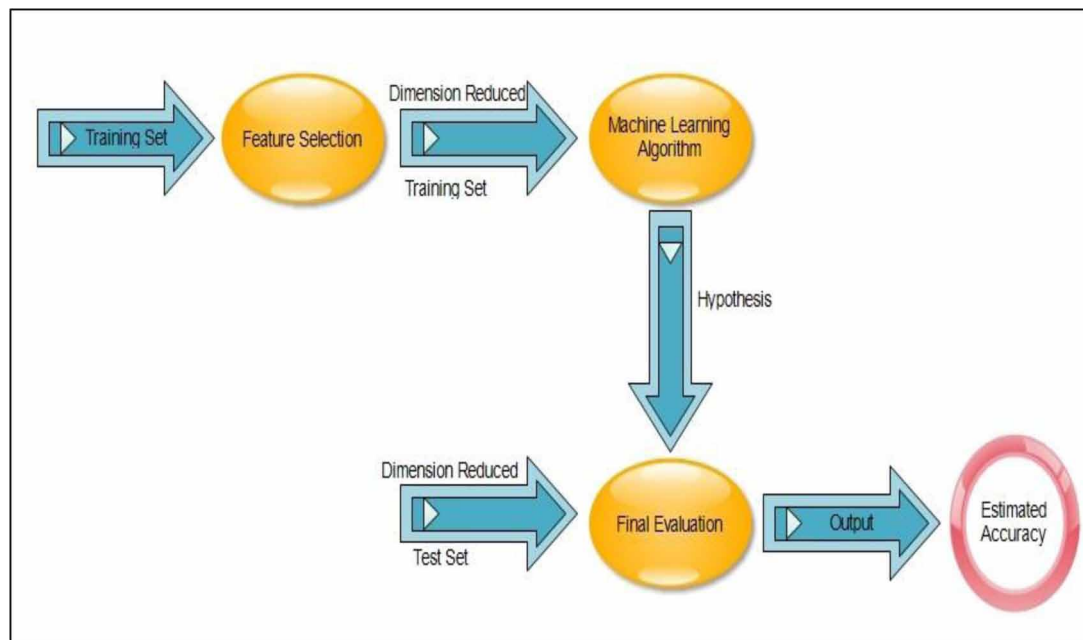 Training Set
Feature Selection
Dimension Reduced
Training Set
Machine Learning
Algorithm
Hypothesis
Dimension Reduced
Test Set
Final Evaluation
Output
Estimated
Accuracy